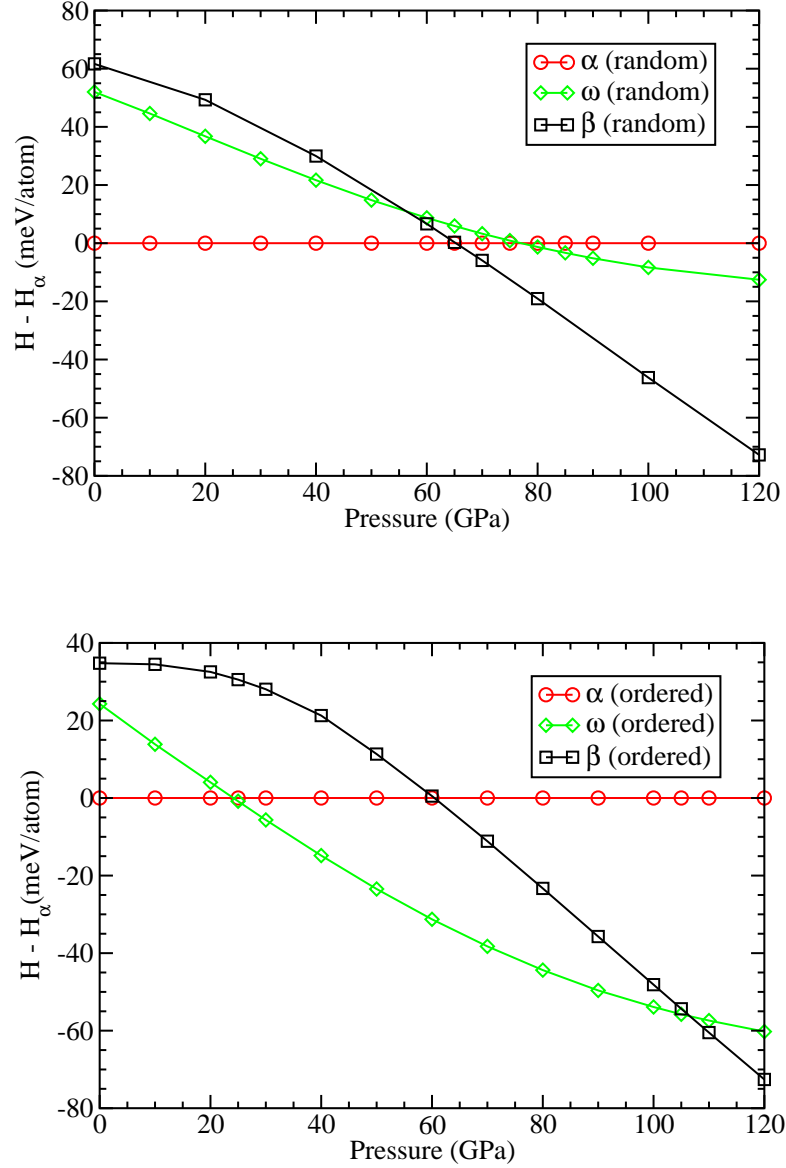 80
60
40
20
0
-20
-40
-60
-80
H - Hα (meV/atom)
α (random)
ω (random)
β (random)
0 20 40 60 80 100 120
Pressure (GPa)
40
20
0
-20
-40
-60
-80
H - Hα(meV/atom)
α (ordered)
ω (ordered)
β (ordered)
0 20 40 60 80 100 120
Pressure (GPa)